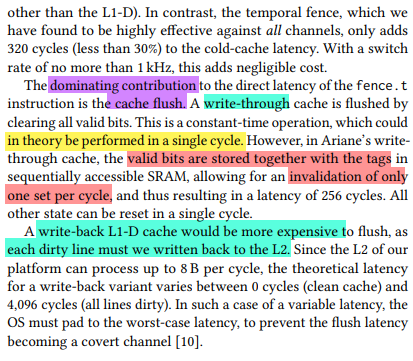 other than the L1-D). In contrast, the temporal fence, which we
have found to be highly effective against all channels, only adds
320 cycles (less than 30%) to the cold-cache latency. With a switch
rate of no more than 1 kHz, this adds negligible cost.
The dominating contribution to the direct latency of the fence.t
instruction is the cache flush. A write-through cache is flushed by
clearing all valid bits. This is a constant-time operation, which could
in theory be performed in a single cycle. However, in Ariane's write-
through cache, the valid bits are stored together with the tags in
sequentially accessible SRAM, allowing for an invalidation of only
one set per cycle, and thus resulting in a latency of 256 cycles. All
other state can be reset in a single cycle.
A write-back L1-D cache would be more expensive to flush, as
each dirty line must we written back to the L2. Since the L2 of our
platform can process up to 8 B per cycle, the theoretical latency
for a write-back variant varies between 0 cycles (clean cache) and
4,096 cycles (all lines dirty). In such a case of a variable latency, the
OS must pad to the worst-case latency, to prevent the flush latency
becoming a covert channel [10].